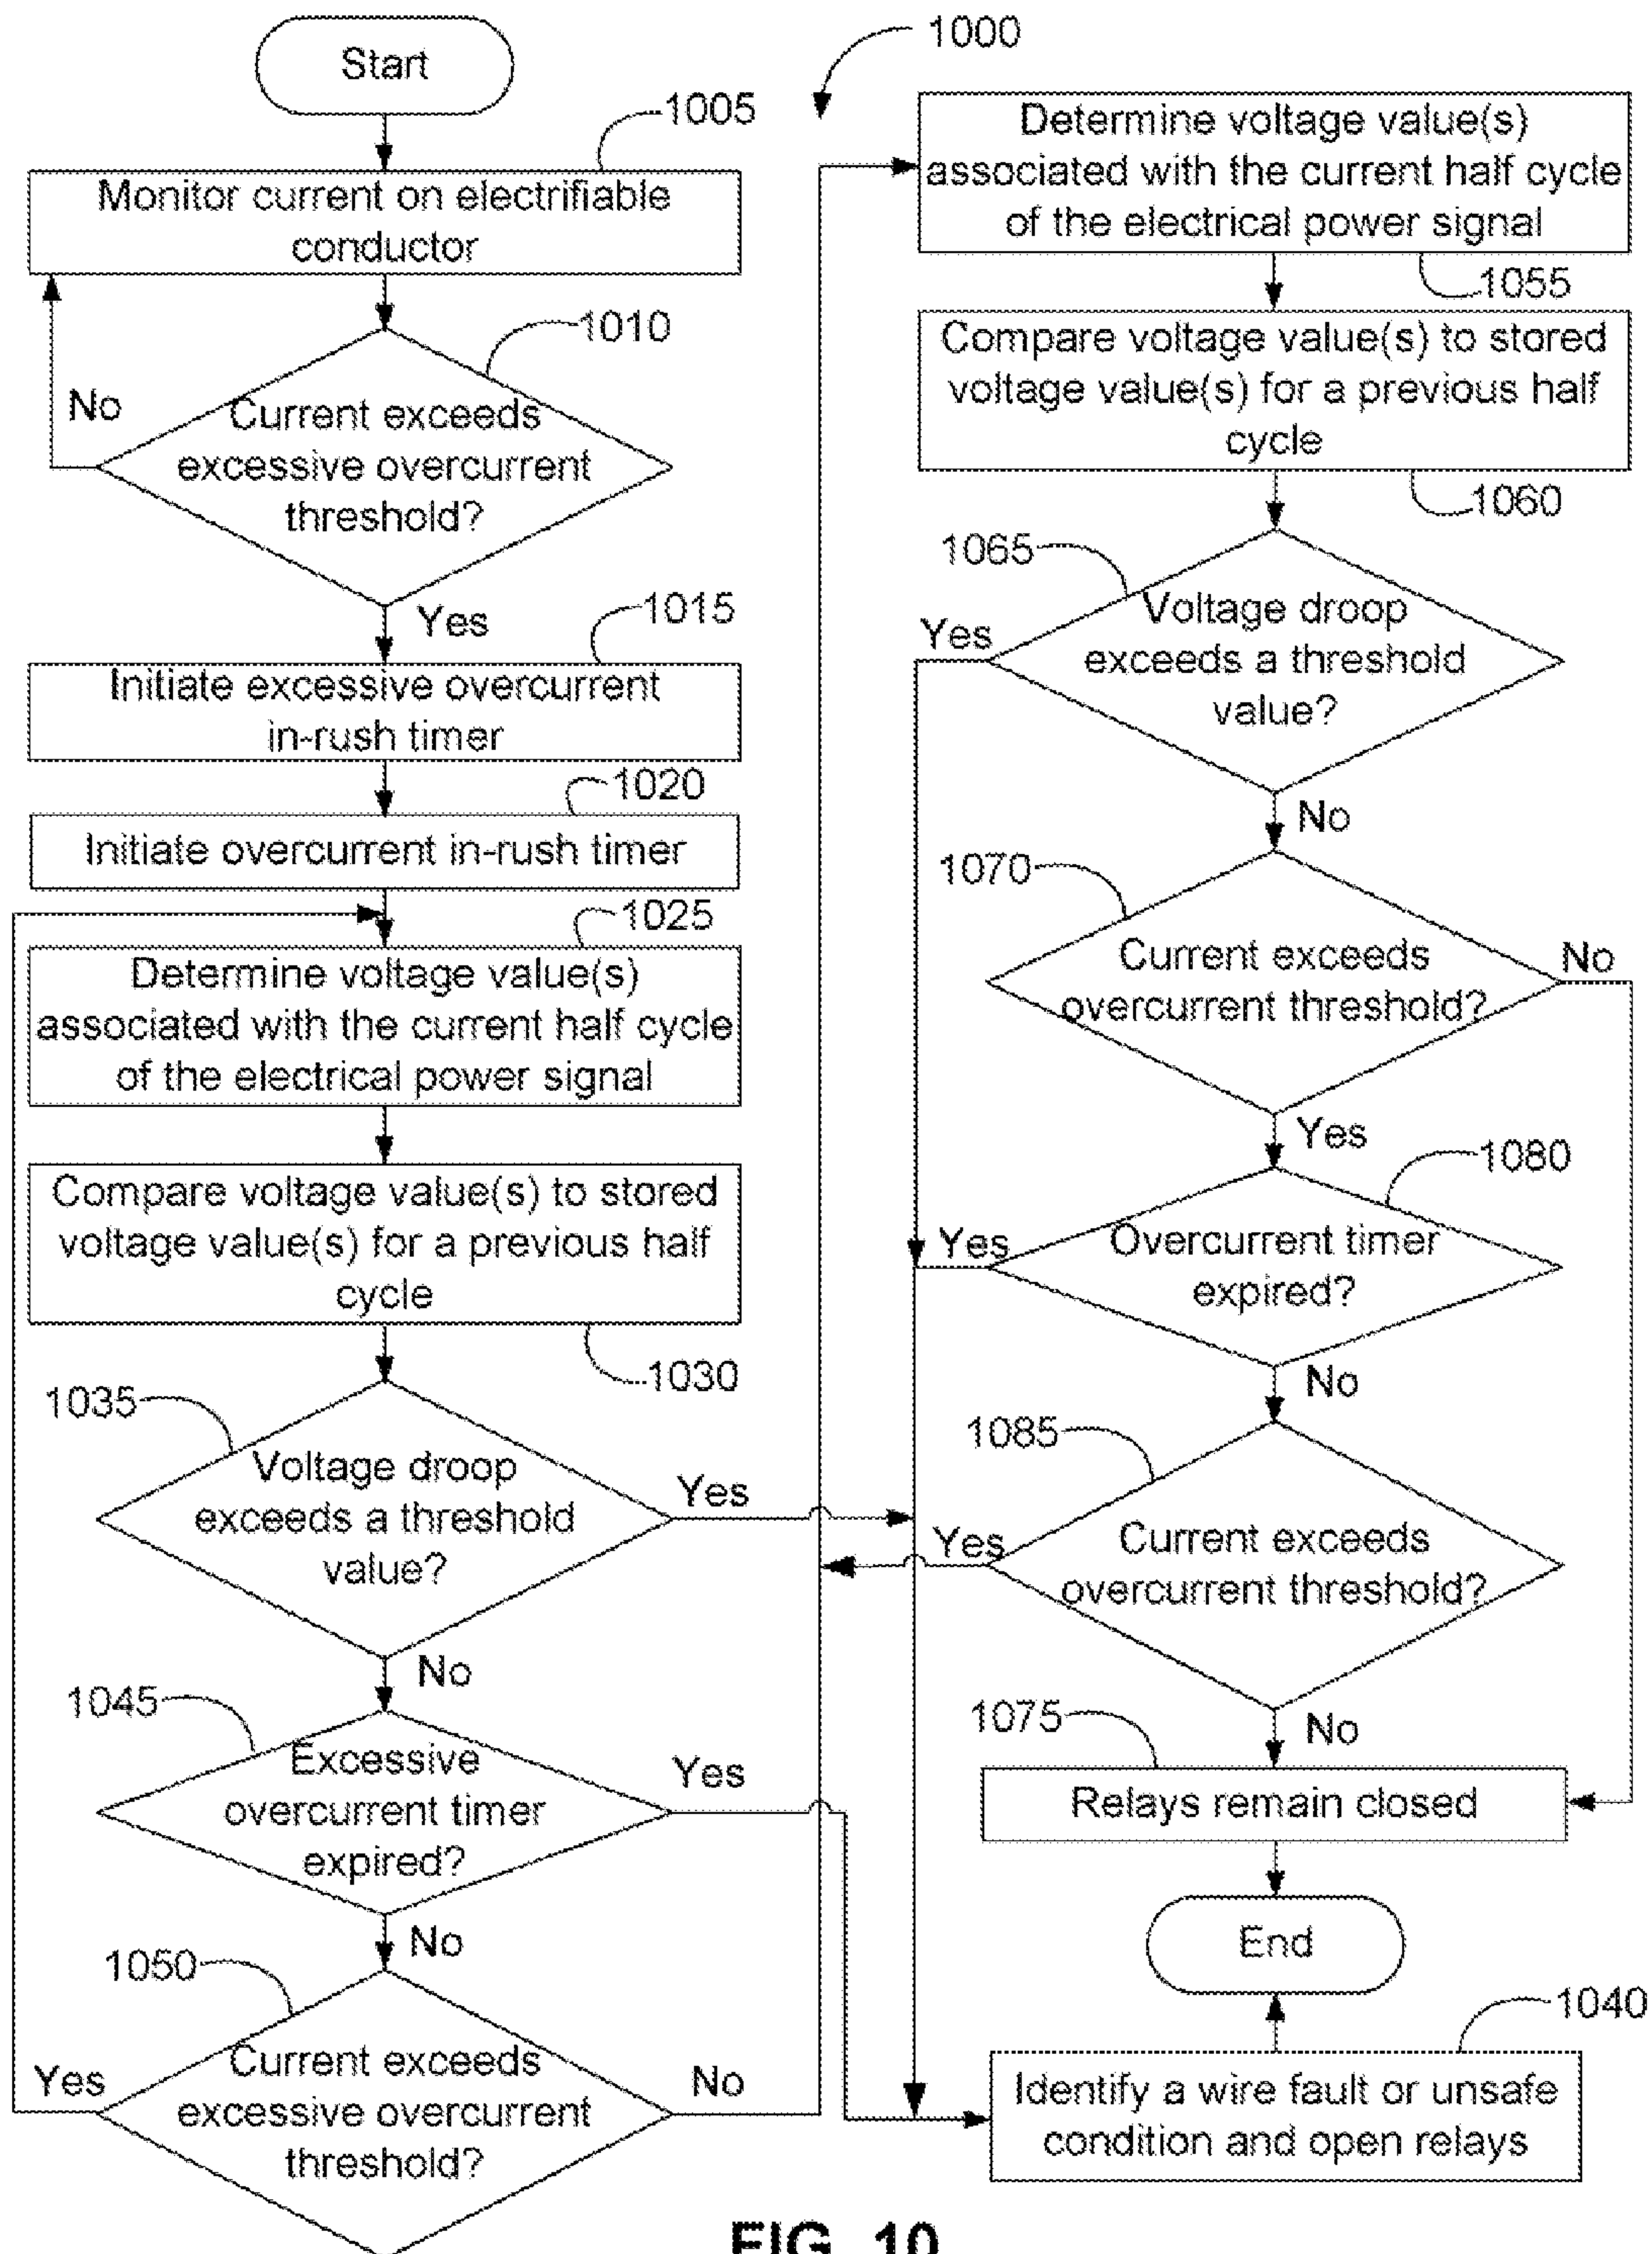 1000
Start
1005
Monitor current on electrifiable
conductor
1010
No
Current exceeds
excessive overcurrent
threshold?
Yes
1015
Initiate excessive overcurrent
in-rush timer
1020
Initiate overcurrent in-rush timer
1025
Determine voltage value(s)
associated with the current half cycle
of the electrical power signal
Compare voltage value(s) to stored
voltage value(s) for a previous half
cycle
1030
1035
Voltage droop
exceeds a threshold
value?
Yes
No
1045
Excessive
overcurrent timer
expired?
Yes
No
1050
Current exceeds
excessive overcurrent
threshold?
Yes
No
Determine voltage value(s)
associated with the current half cycle
of the electrical power signal
1055
Compare voltage value(s) to stored
voltage value(s) for a previous half
cycle
1060
1065
Voltage droop
exceeds a threshold
value?
Yes
No
1070
Current exceeds
overcurrent threshold?
No
Yes
1080
Overcurrent timer
expired?
Yes
No
1085
Current exceeds
overcurrent threshold?
Yes
No
1075
Relays remain closed
End
1040
Identify a wire fault or unsafe
condition and open relays
FIG. 10